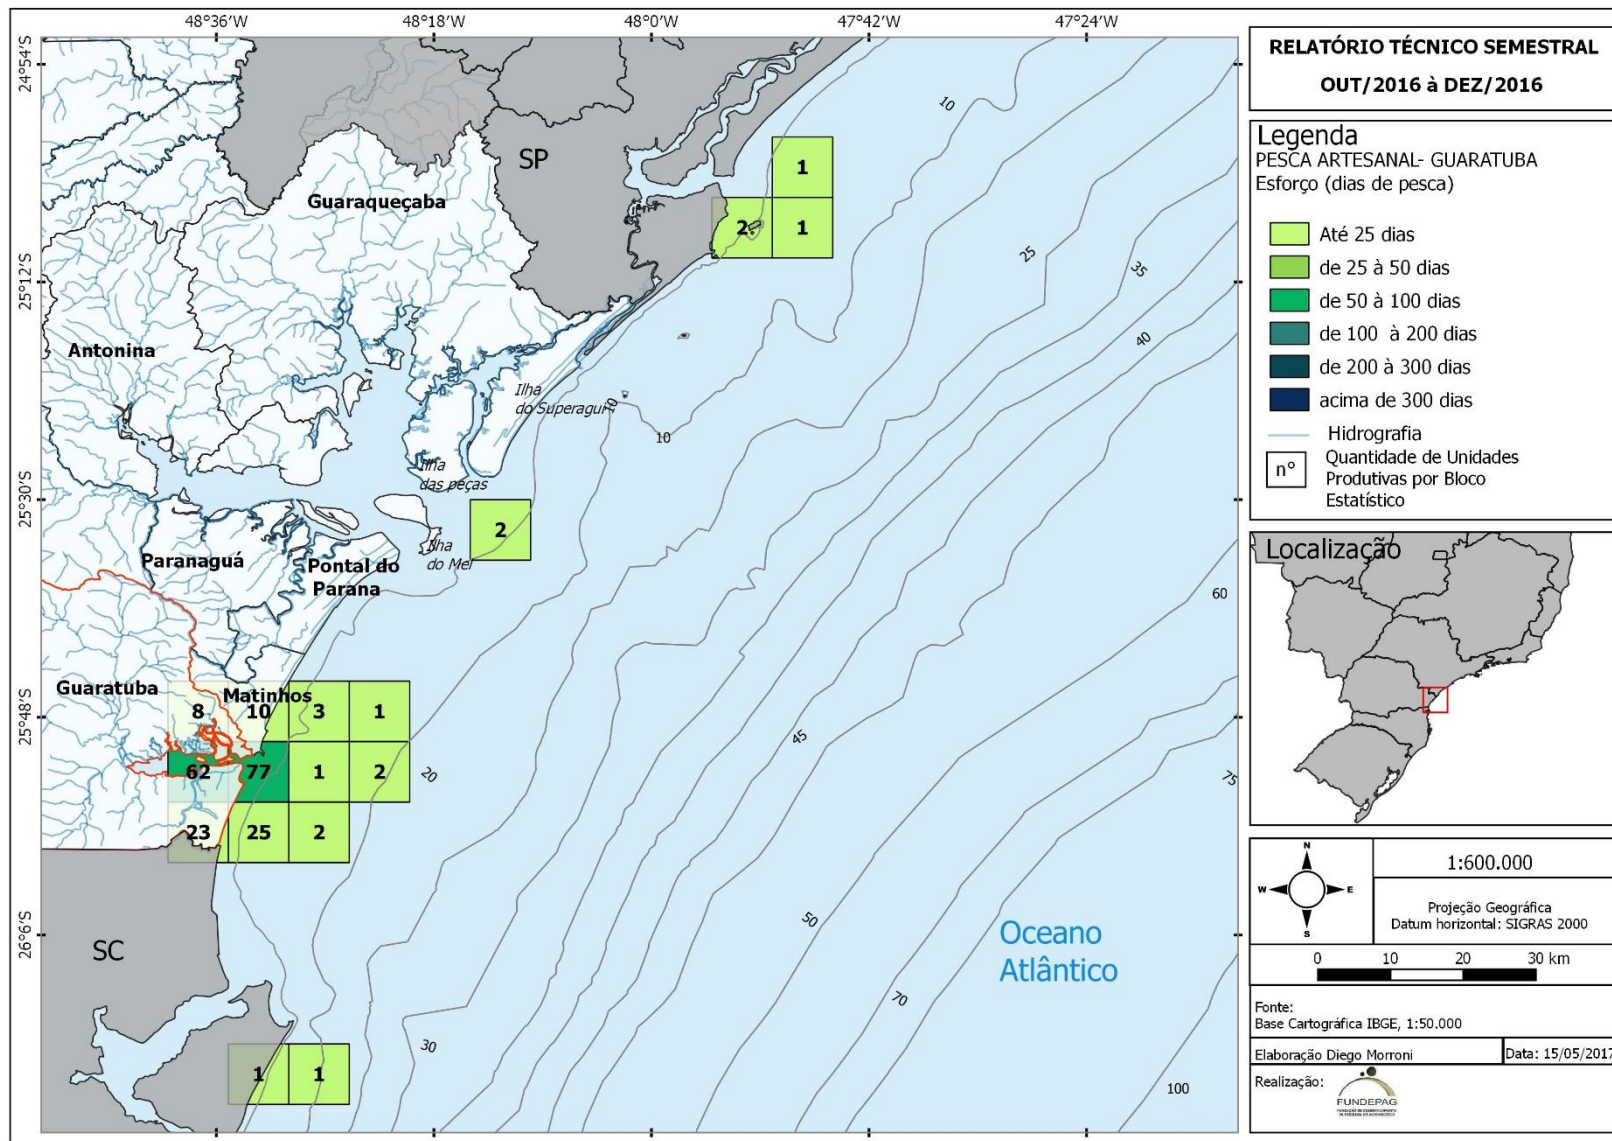 48°36'W 48°18'W 48°0'W 47°42'W 47°24'W
24°54'S
25°12'S
25°30'S
25°48'S
26°6'S
SP
Guaraqueçaba
Antonina
Ilha
do Superagui
Ilha
das peças
Ilha
do Mel
Paranaguá
Pontal do
Parana
Guaratuba
Matinhos
SC
Oceano
Atlântico
1
2 1
2
8 10 3 1
62 77 1 2
23 25 2
1 1
10
25
35
40
10
10
60
45
20
75
50
70
30
100
RELATÓRIO TÉCNICO SEMESTRAL
OUT/2016 à DEZ/2016
Legenda
PESCA ARTESANAL- GUARATUBA
Esforço (dias de pesca)
Até 25 dias
de 25 à 50 dias
de 50 à 100 dias
de 100 à 200 dias
de 200 à 300 dias
acima de 300 dias
Hidrografia
n° Quantidade de Unidades
Produtivas por Bloco
Estatístico
Localização
N
W E
S
1:600.000
Projeção Geográfica
Datum horizontal: SIGRAS 2000
0 10 20 30 km
Fonte:
Base Cartográfica IBGE, 1:50.000
Elaboração Diego Morroni
Data: 15/05/2017
Realização:
FUNDEPAG